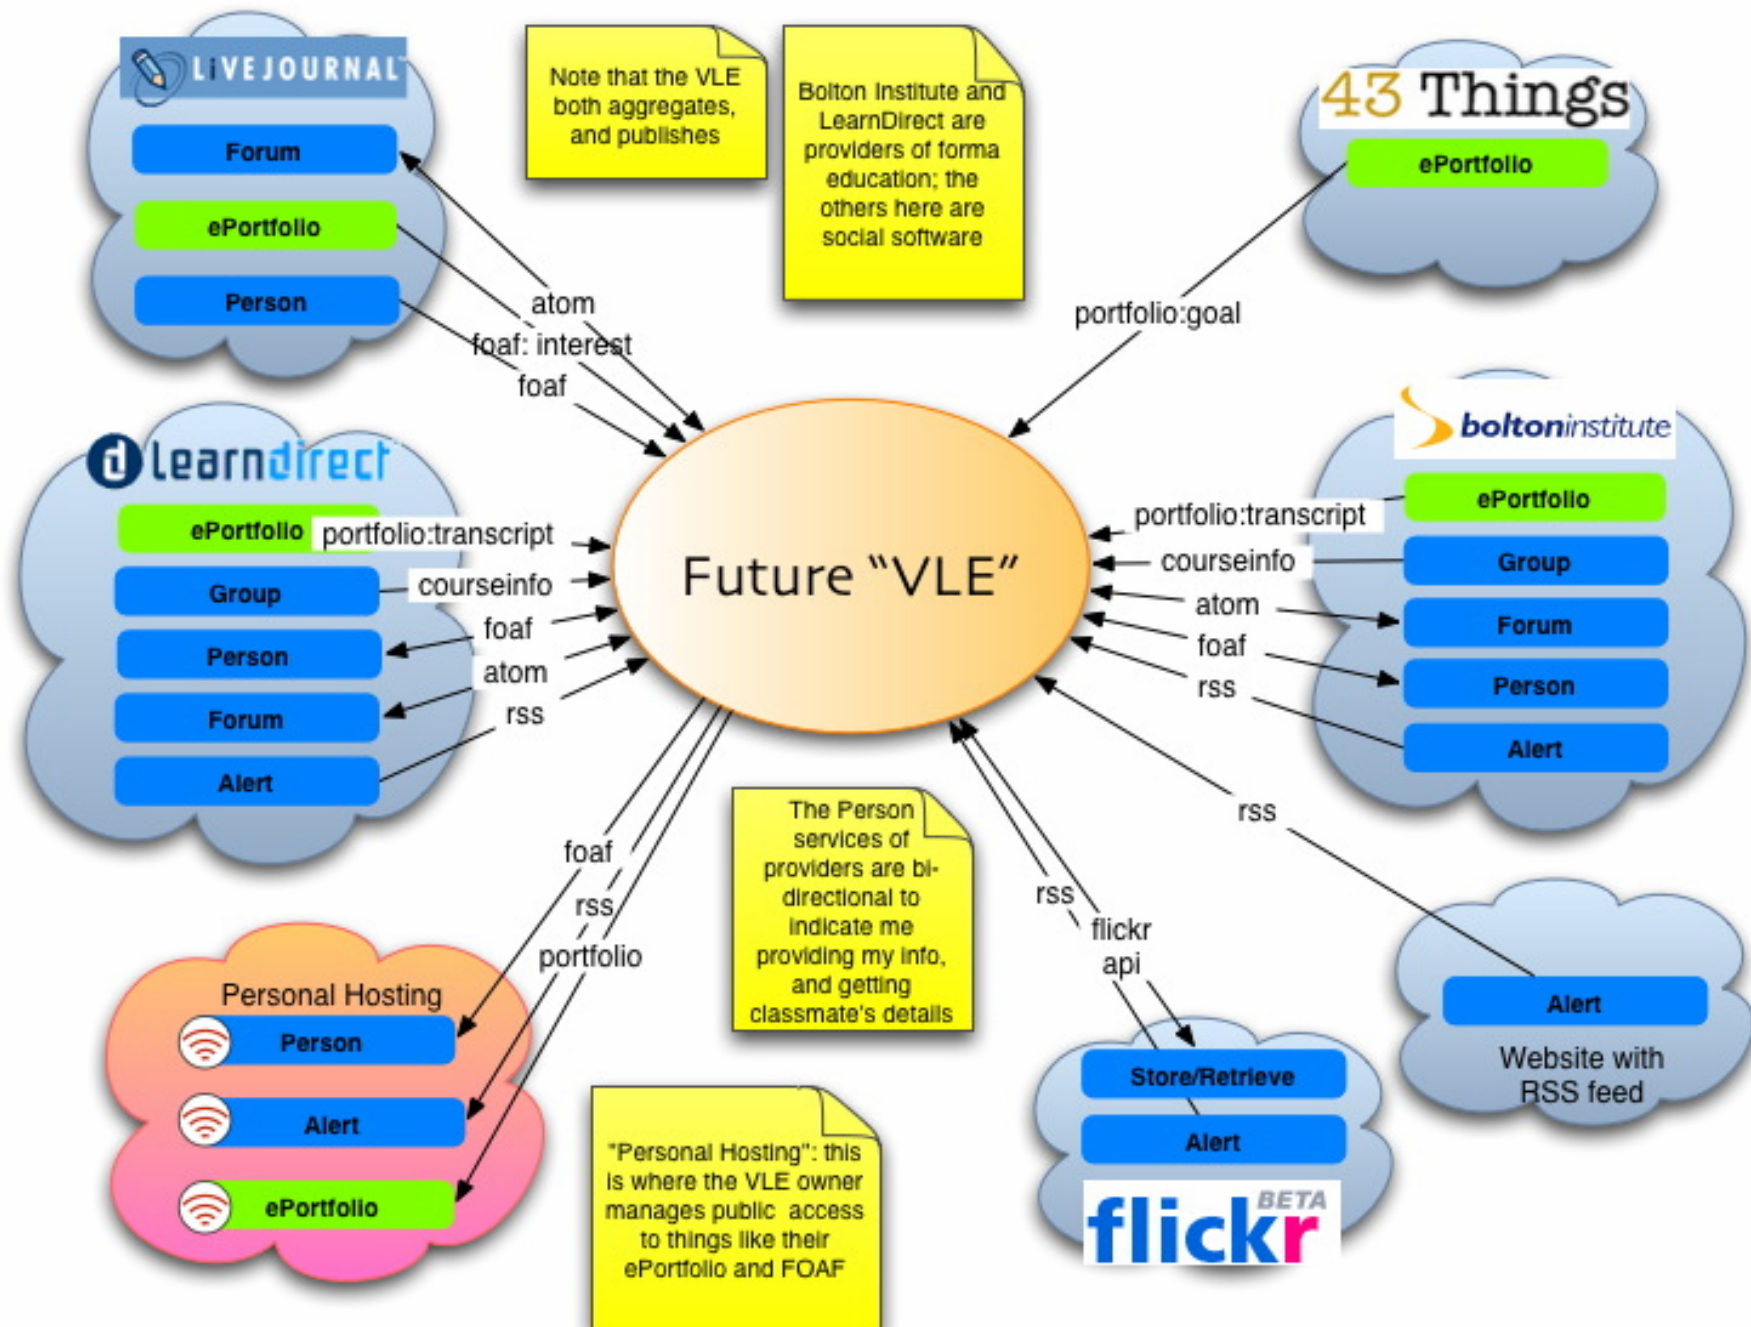 LiVEJOURNAL
Forum
ePortfolio
Person
Note that the VLE
both aggregates,
and publishes
Bolton Institute and
LearnDirect are
providers of forma
education; the
others here are
social software
43 Things
ePortfolio
atom
foaf: interest
foaf
portfolio:goal
learndirect
ePortfolio
Group
Person
Forum
Alert
portfolio:transcript
courseinfo
foaf
atom
rss
Future “VLE”
portfolio:transcript
courseinfo
atom
foaf
rss
boltoninstitute
ePortfolio
Group
Forum
Person
Alert
foaf
rss
portfolio
The Person
services of
providers are bi-
directional to
indicate me
providing my info,
and getting
classmate's details
rss
flickr
api
rss
Personal Hosting
Person
Alert
ePortfolio
"Personal Hosting": this
is where the VLE owner
manages public access
to things like their
ePortfolio and FOAF
Store/Retrieve
Alert
flickr BETA
Alert
Website with
RSS feed